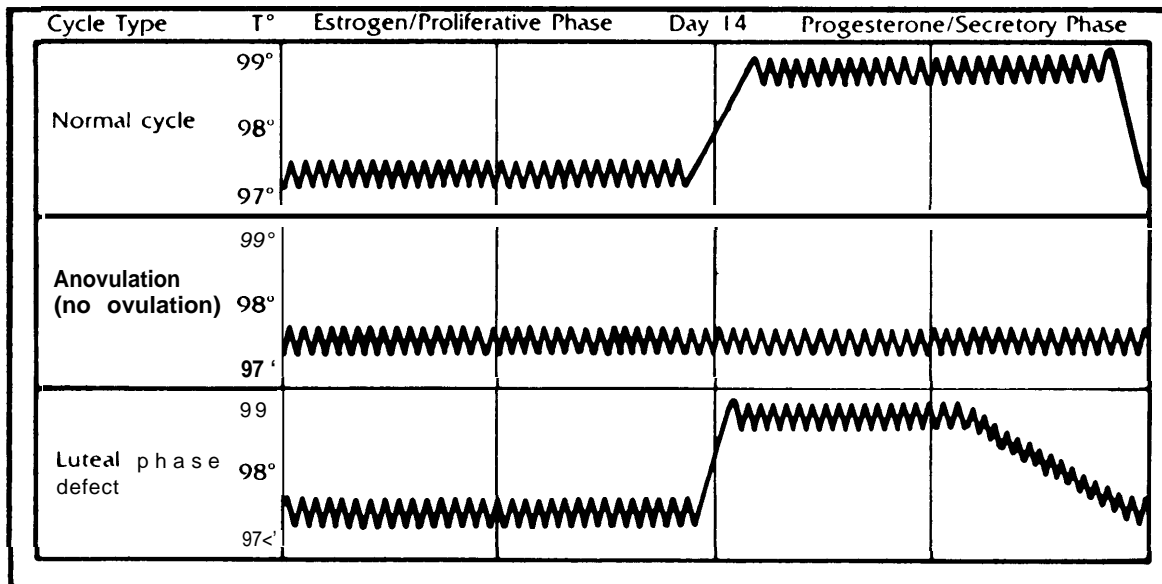 Cycle Type T° Estrogen/Proliferative Phase Day 14 Progesterone/Secretory Phase
99°
Normal cycle 98°
97°
99°
Anovulation
(no ovulation) 98°
97 '
99
Luteal phase 98°
defect
97<'